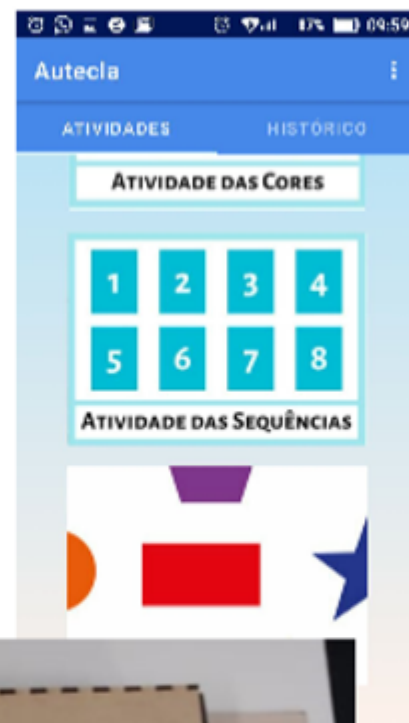 17% 09:59
Autecla
ATIVIDADES HISTÓRICO
ATIVIDADE DAS CORES
1 2 3 4
5 6 7 8
ATIVIDADE DAS SEQUÊNCIAS